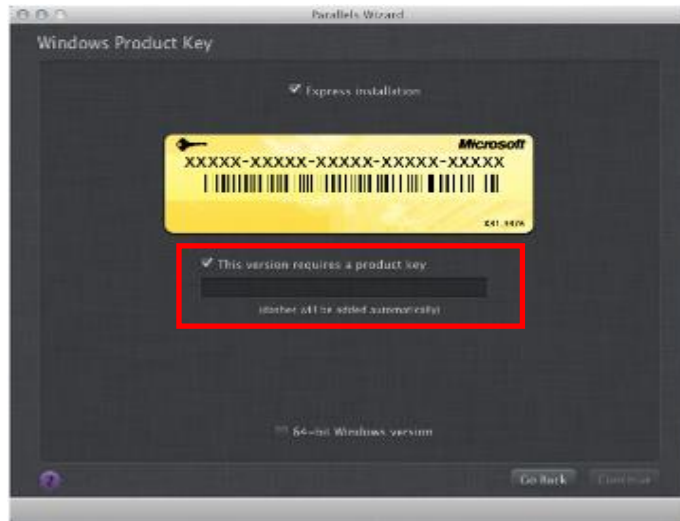 Parallels Wizard
Windows Product Key
Express installation
Microsoft
XXXXX-XXXXX-XXXXX-XXXXX-XXXXX
This version requires a product key
(dashes will be added automatically)
64-bit Windows version
?
Go Back
Continue